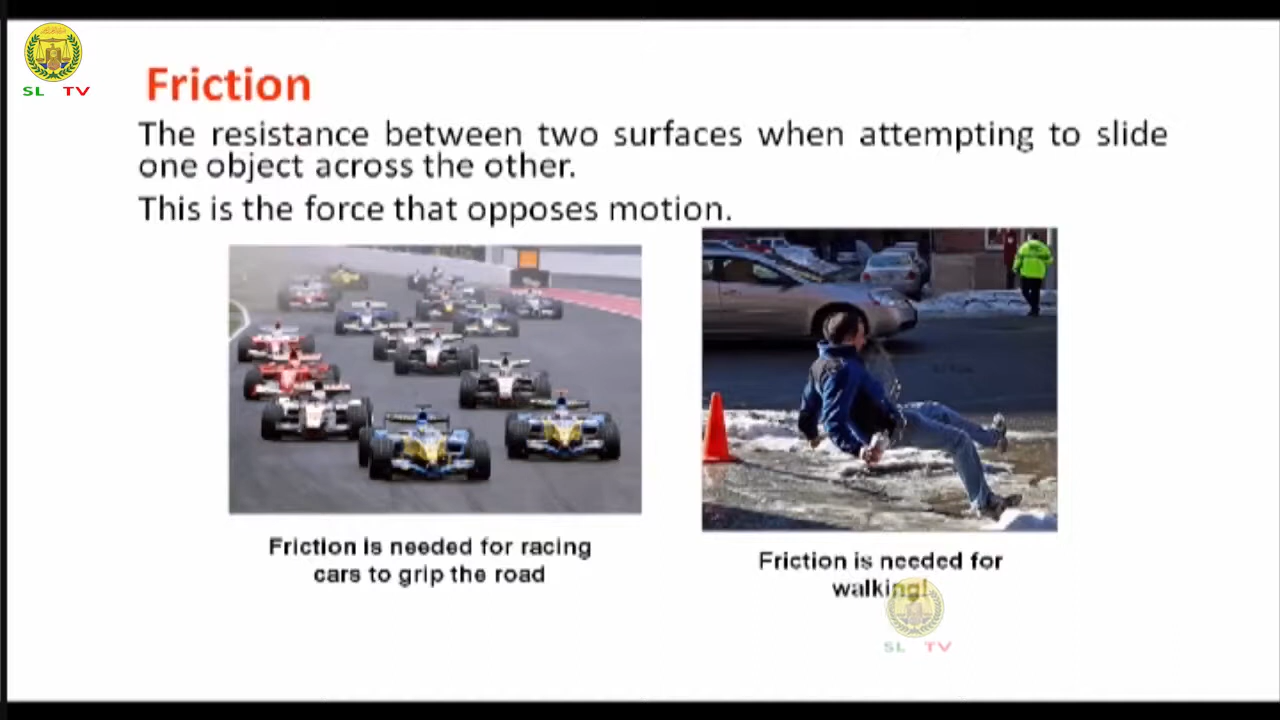 SL TV
Friction
The resistance between two surfaces when attempting to slide
one object across the other.
This is the force that opposes motion.
Friction is needed for racing
cars to grip the road
Friction is needed for
walking!
SL TV